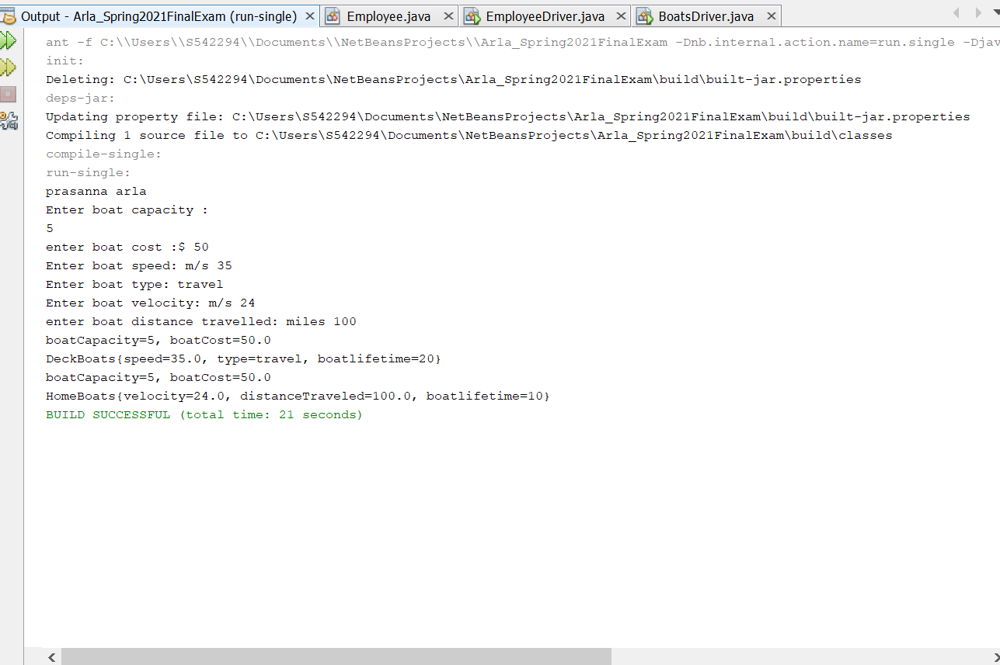 Output - Arla_Spring2021FinalExam (run-single) Employee.java EmployeeDriver.java BoatsDriver.java
ant -f C:\\Users\\S542294\\Documents\\NetBeansProjects\\Arla_Spring2021FinalExam -Dnb.internal.action.name=run.single -Djav
init:
Deleting: C:\Users\S542294\Documents\NetBeansProjects\Arla_Spring2021FinalExam\build\built-jar.properties
deps-jar:
Updating property file: C:\Users\S542294\Documents\NetBeansProjects\Arla_Spring2021FinalExam\build\built-jar.properties
Compiling 1 source file to C:\Users\S542294\Documents\NetBeansProjects\Arla_Spring2021FinalExam\build\classes
compile-single:
run-single:
prasanna arla
Enter boat capacity :
5
enter boat cost :$ 50
Enter boat speed: m/s 35
Enter boat type: travel
Enter boat velocity: m/s 24
enter boat distance travelled: miles 100
boatCapacity=5, boatCost=50.0
DeckBoats{speed=35.0, type=travel, boatlifetime=20}
boatCapacity=5, boatCost=50.0
HomeBoats{velocity=24.0, distanceTraveled=100.0, boatlifetime=10}
BUILD SUCCESSFUL (total time: 21 seconds)